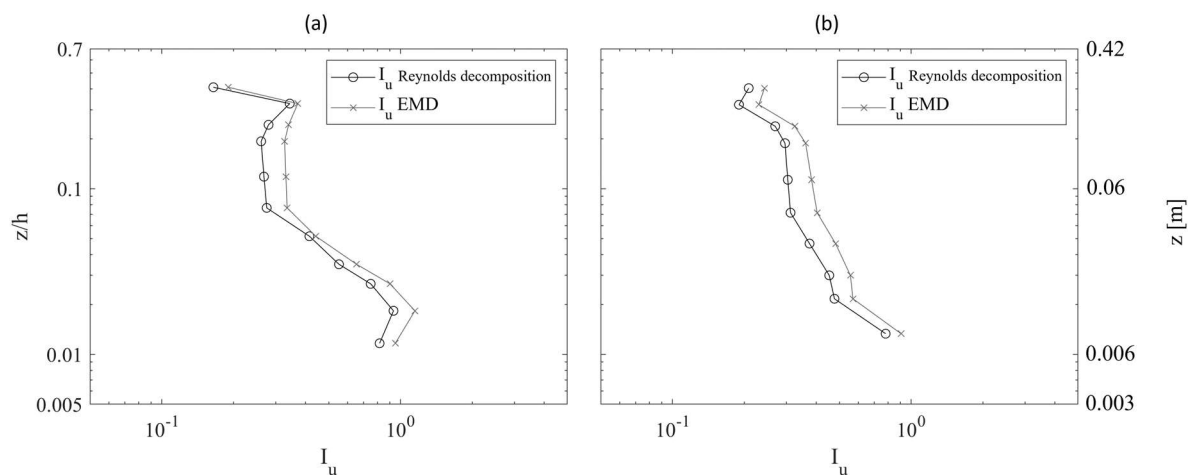 (a)
0.7
0.1
0.01
0.005
z/h
10^-1
10^0
I_u
I_u Reynolds decomposition
I_u EMD
(b)
I_u Reynolds decomposition
I_u EMD
0.42
0.06
0.006
0.003
z [m]
10^-1
10^0
I_u